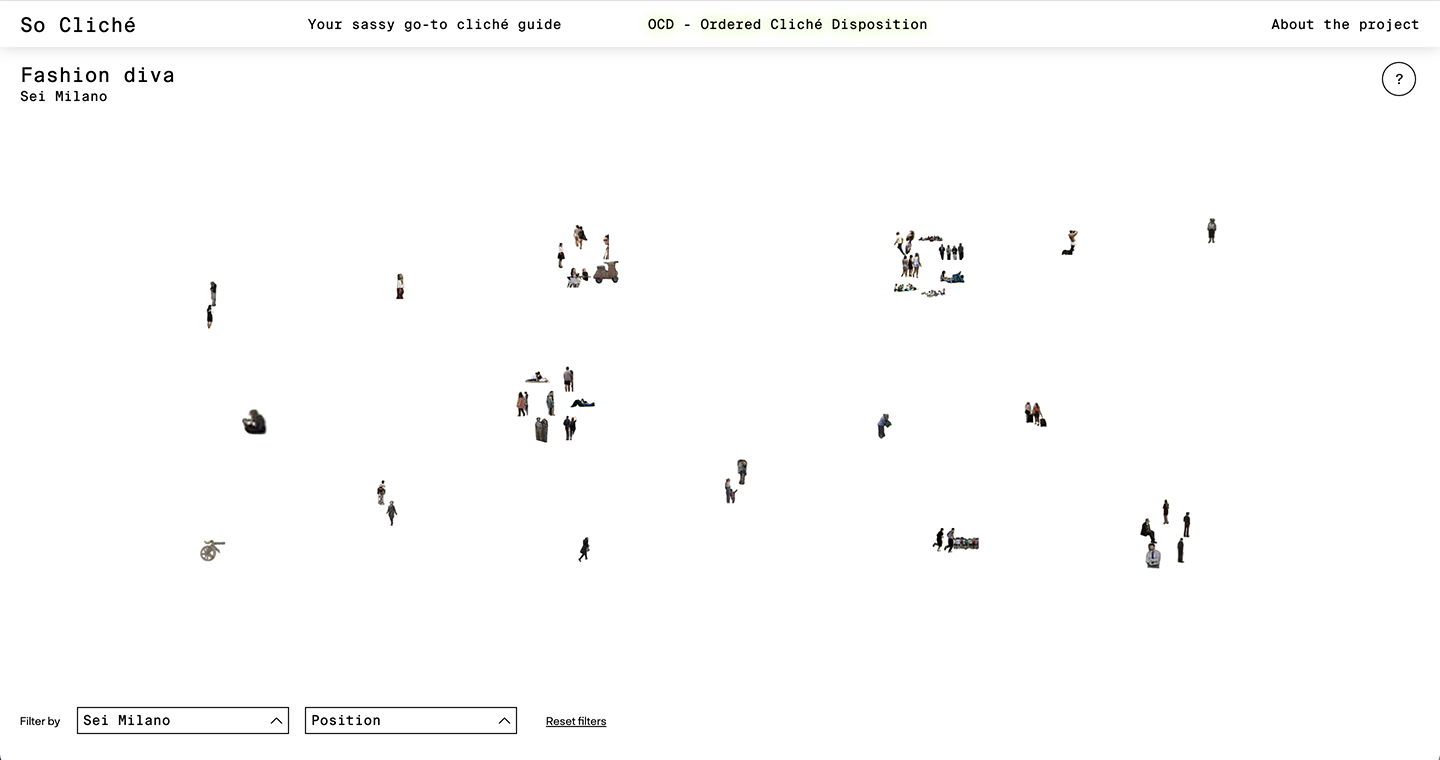 So Cliché
Your sassy go-to cliché guide
OCD - Ordered Cliché Disposition
About the project
Fashion diva
Sei Milano
?
Filter by
Sei Milano
Position
Reset filters